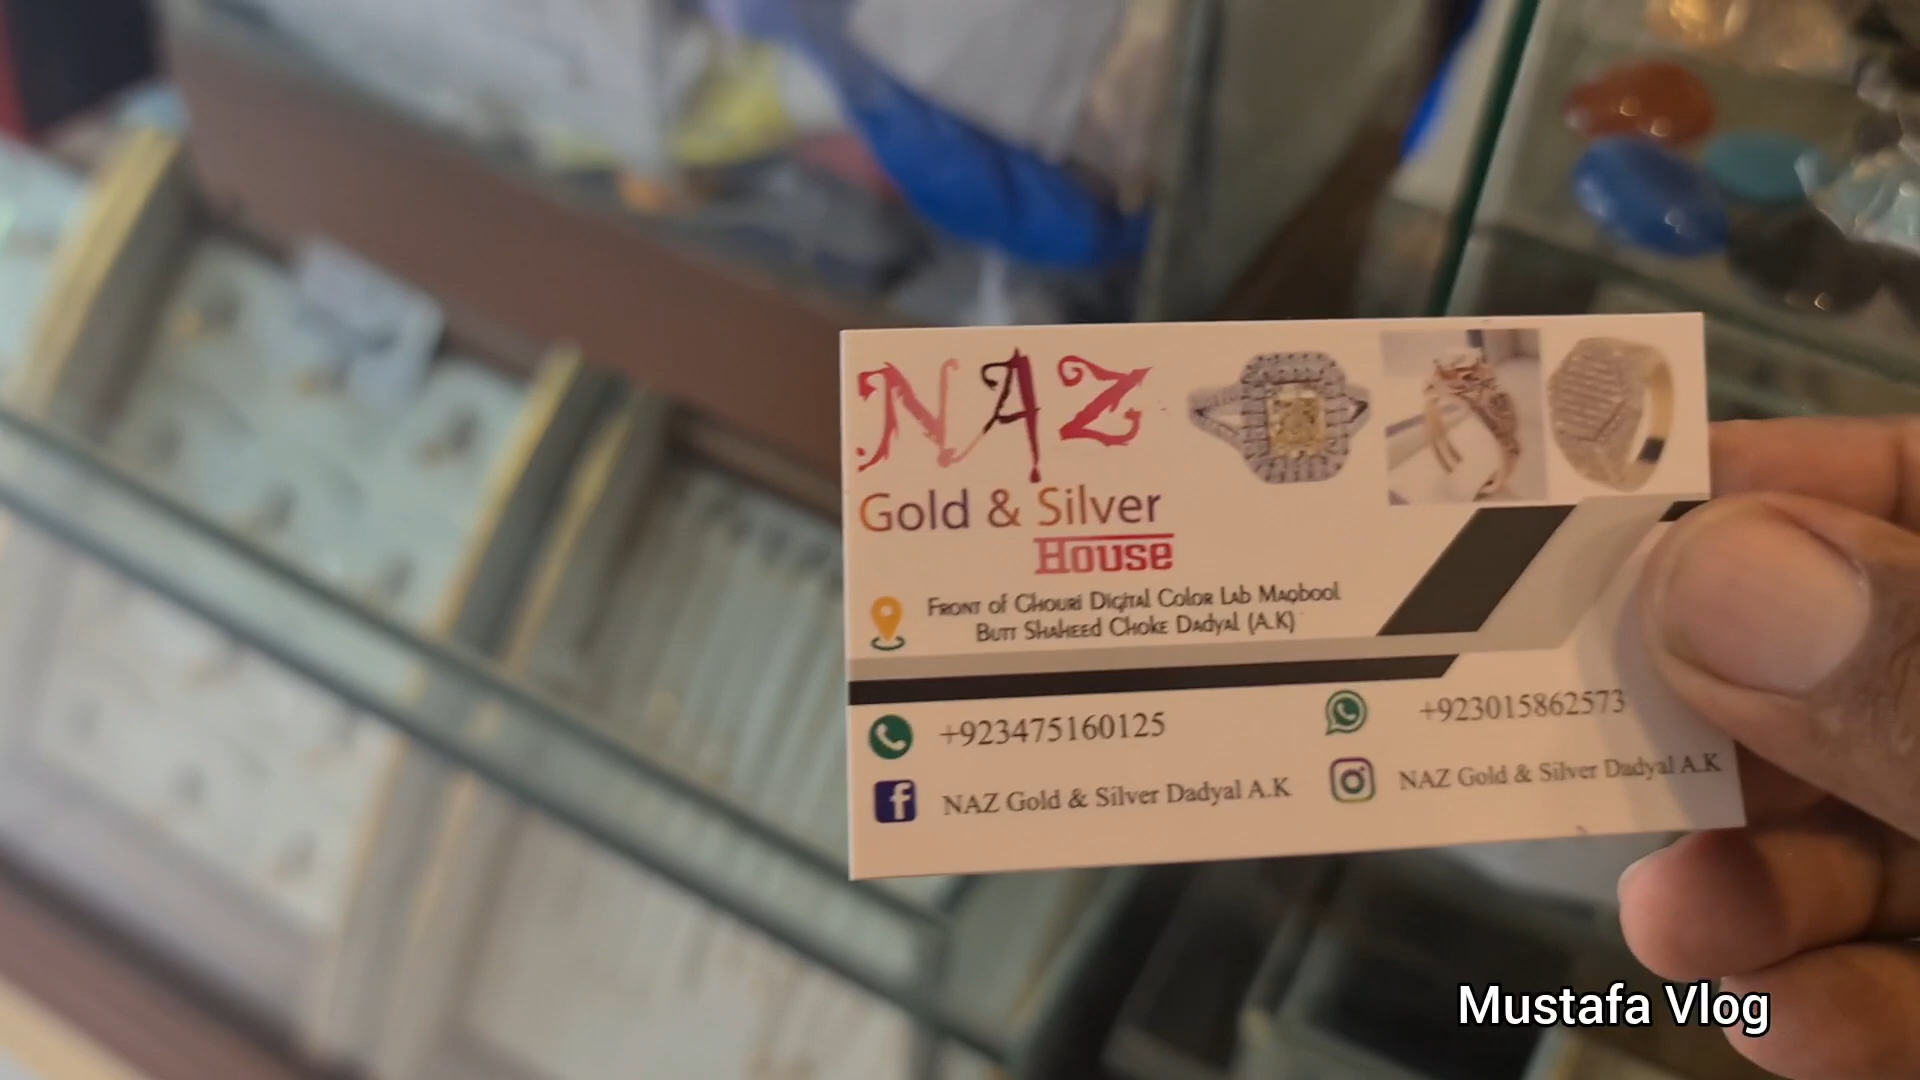 NAZ
Gold & Silver
House
Front of Ghouri Digital Color Lab Maqbool
Butt Shaheed Choke Dadyal (A.K)
+923475160125
+923015862573
NAZ Gold & Silver Dadyal A.K
NAZ Gold & Silver Dadyal A.K
Mustafa Vlog